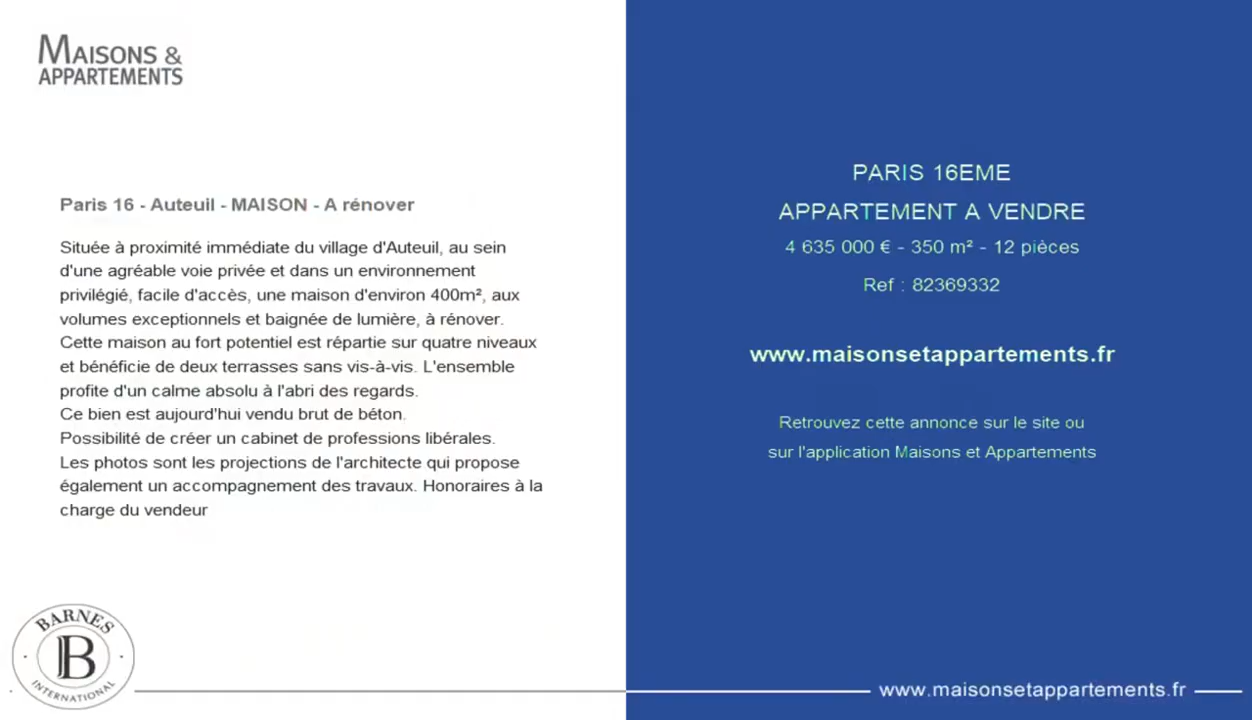 MAISONS &
APPARTEMENTS
Paris 16 - Auteuil - MAISON - A rénover
Située à proximité immédiate du village d'Auteuil, au sein
d'une agréable voie privée et dans un environnement
privilégié, facile d'accès, une maison d'environ 400m², aux
volumes exceptionnels et baignée de lumière, à rénover.
Cette maison au fort potentiel est répartie sur quatre niveaux
et bénéficie de deux terrasses sans vis-à-vis. L'ensemble
profite d'un calme absolu à l'abri des regards.
Ce bien est aujourd'hui vendu brut de béton.
Possibilité de créer un cabinet de professions libérales.
Les photos sont les projections de l'architecte qui propose
également un accompagnement des travaux. Honoraires à la
charge du vendeur
BARNES
B
INTERNATIONAL
PARIS 16EME
APPARTEMENT A VENDRE
4 635 000 € - 350 m² - 12 pièces
Ref : 82369332
www.maisonsetappartements.fr
Retrouvez cette annonce sur le site ou
sur l'application Maisons et Appartements
www.maisonsetappartements.fr